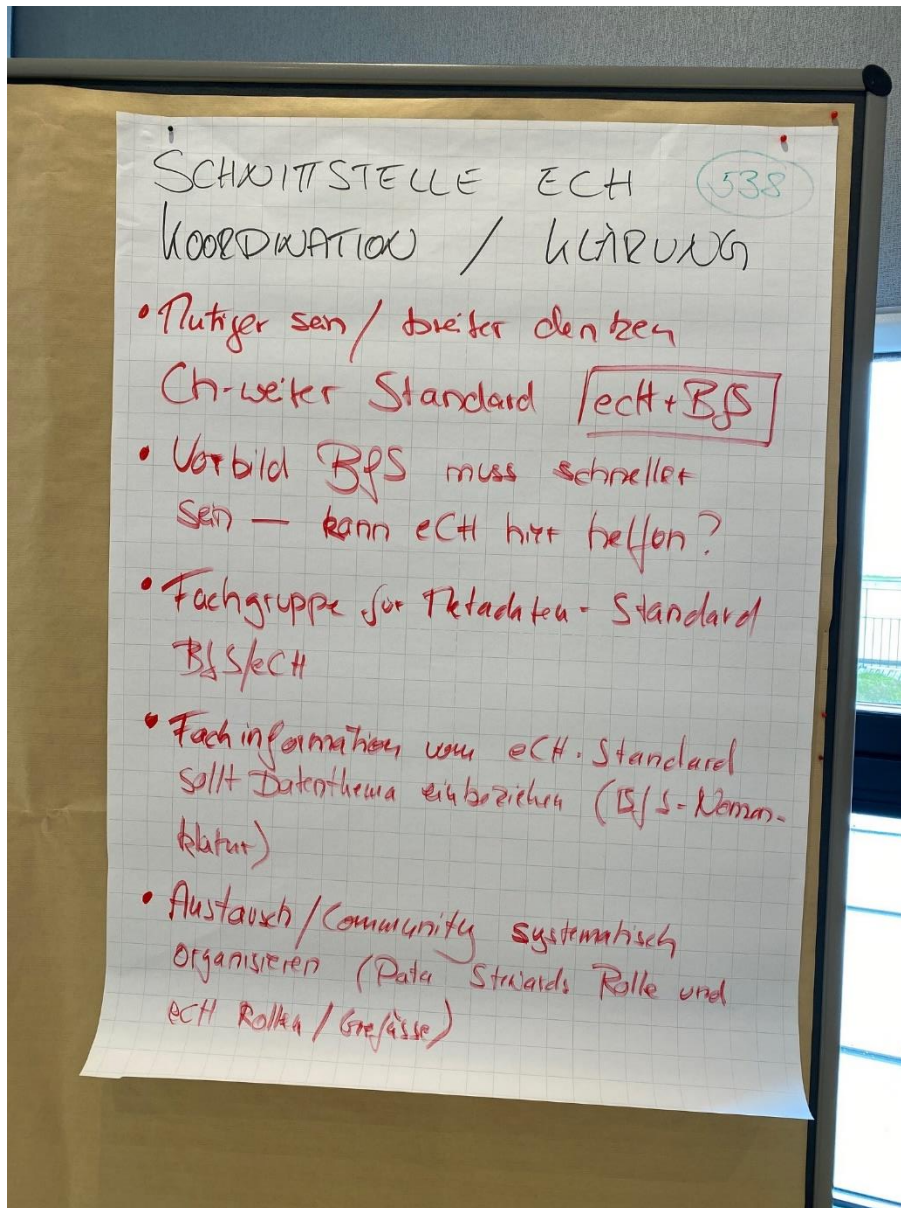 SCHNITTSTELLE ECH 538
KOORDINATION / KLÄRUNG
• Mutiger sein / breiter denken
CH-weiter Standard ecH + BfS
• Vorbild BfS muss schneller
sein — kann eCH hier helfen?
• Fachgruppe für Metadaten - Standard
BfS/eCH
• Fachinformation vom eCH-Standard
sollt Datenthema einbeziehen (BfS-Nomen-
klatur)
• Austausch / Community systematisch
organisieren (Data Stewards Rolle und
eCH Rollen / Gefässe)